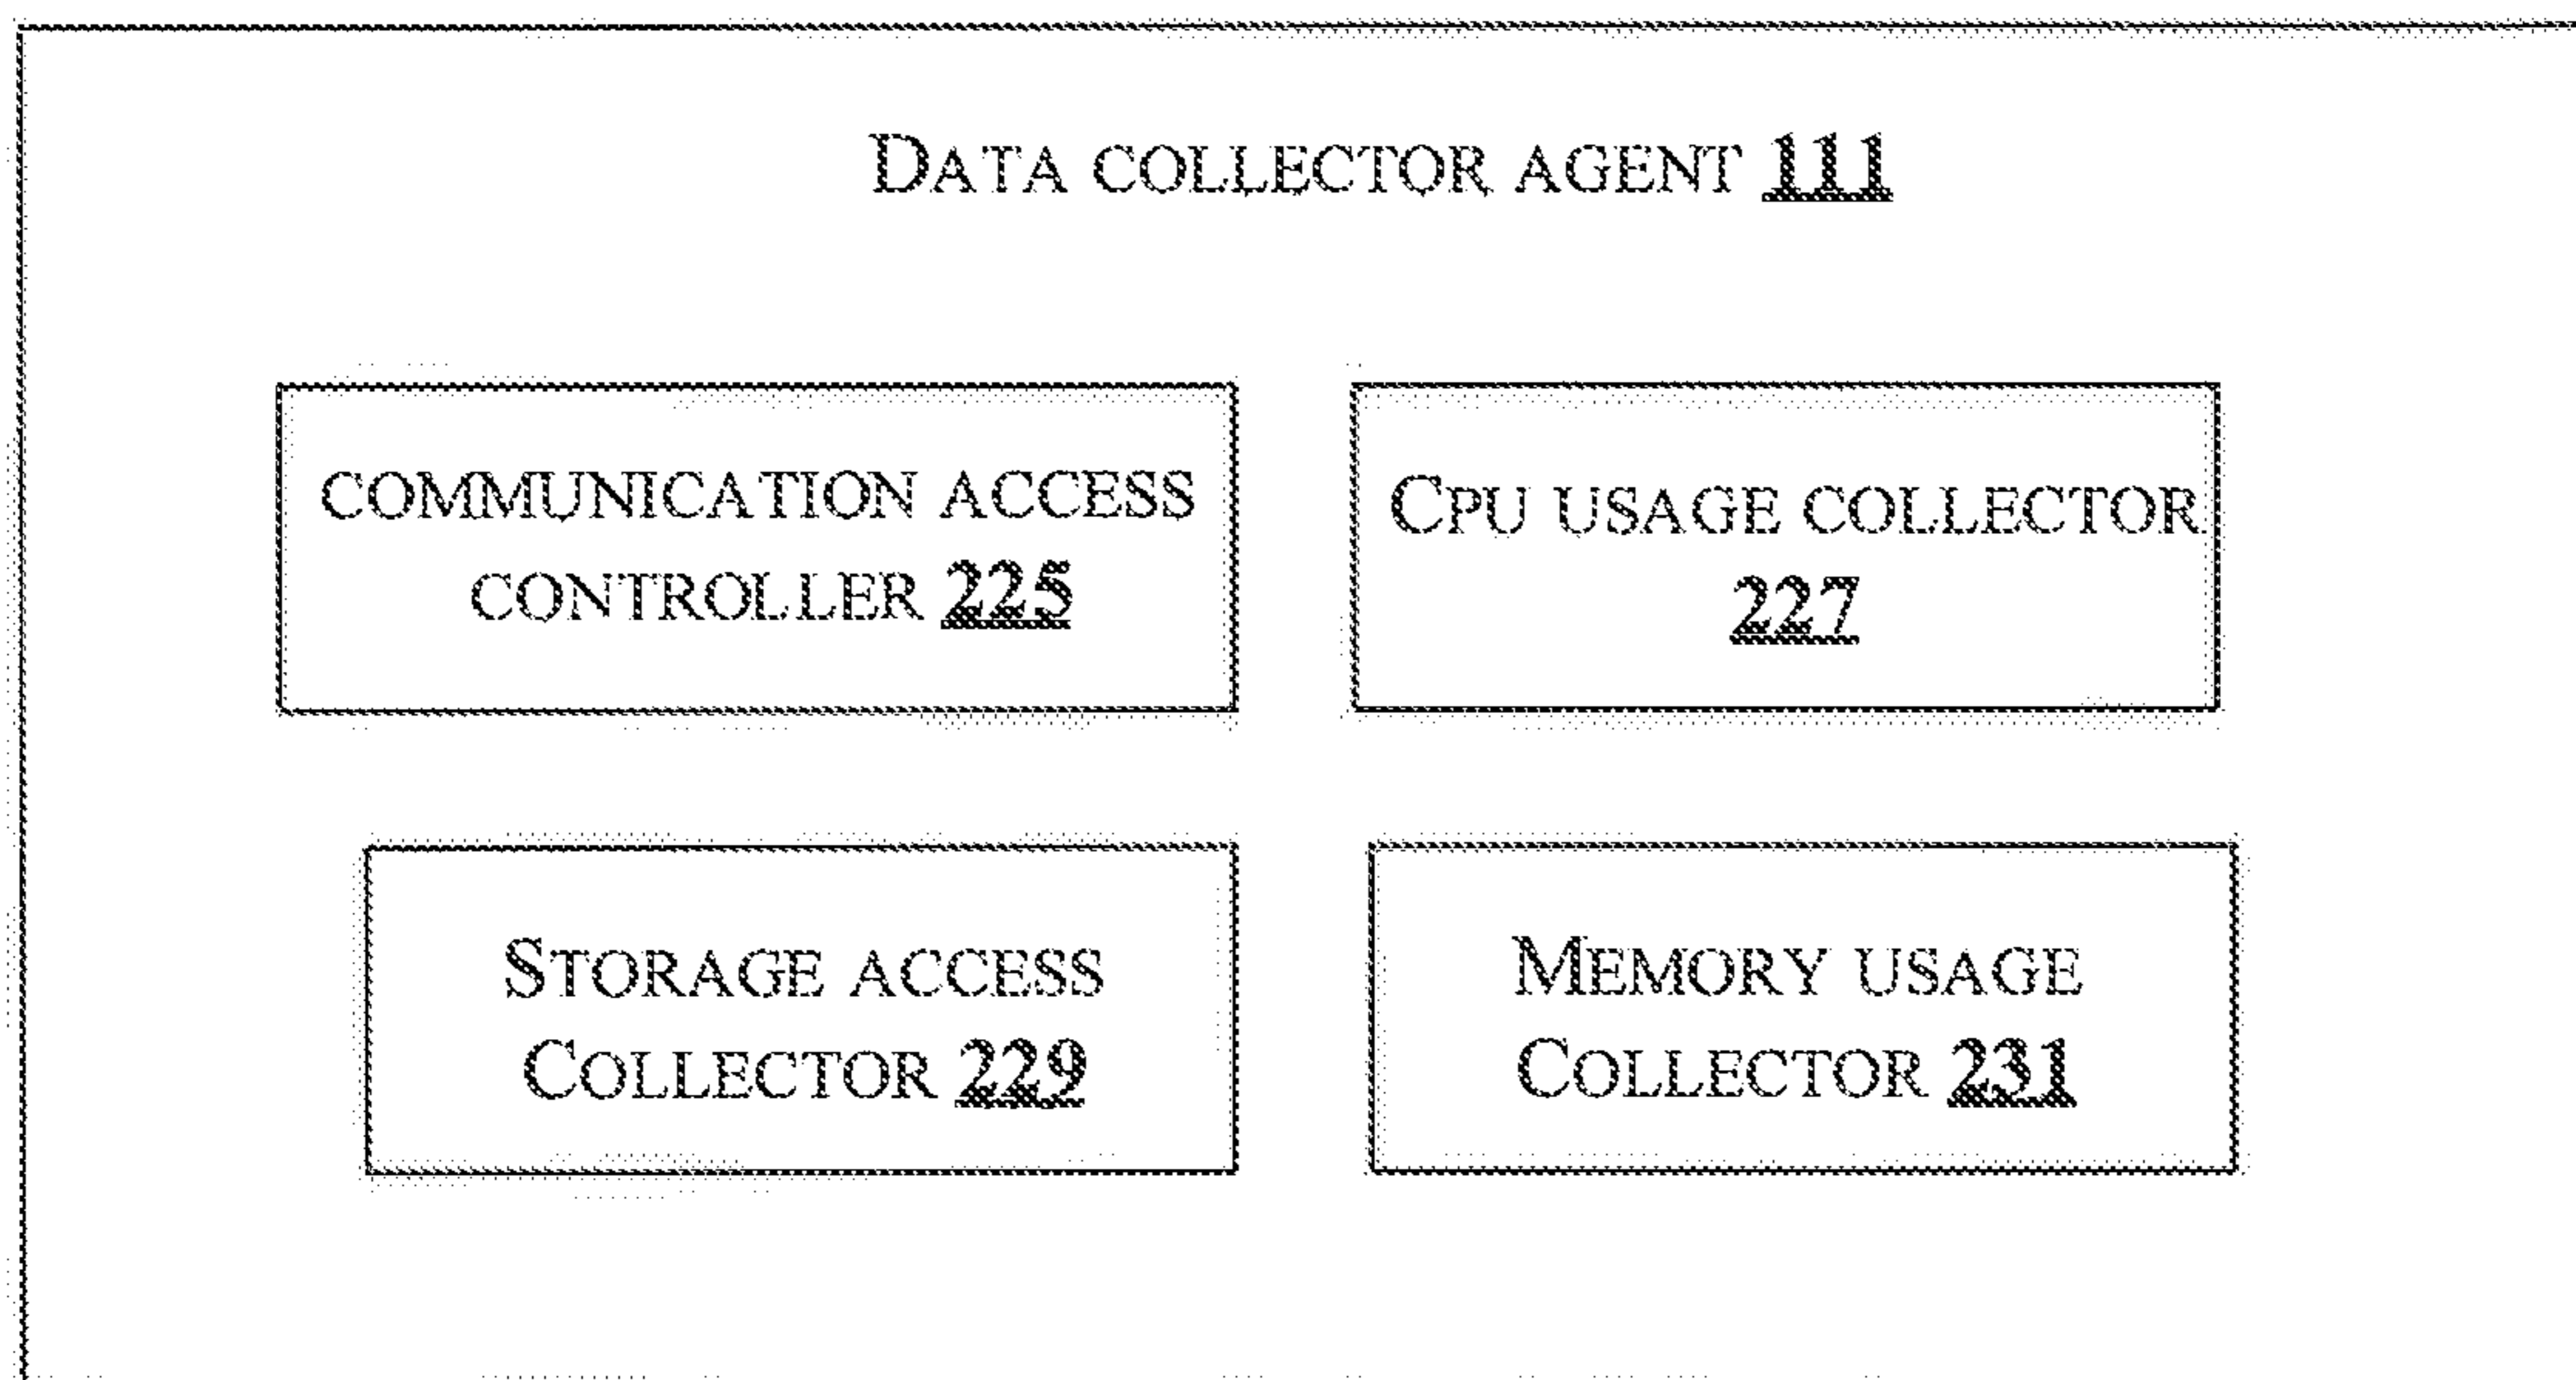 DATA COLLECTOR AGENT 111
COMMUNICATION ACCESS
CONTROLLER 225
CPU USAGE COLLECTOR
227
STORAGE ACCESS
COLLECTOR 229
MEMORY USAGE
COLLECTOR 231